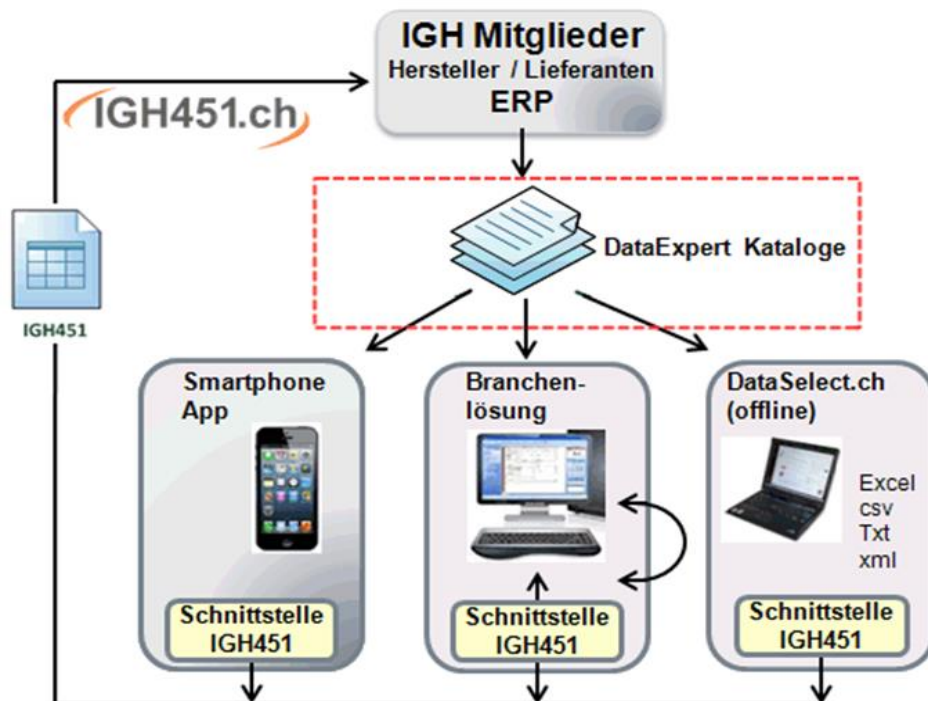 IGH Mitglieder
Hersteller / Lieferanten
ERP
IGH451.ch
DataExpert Kataloge
IGH451
Smartphone
App
Schnittstelle
IGH451
Branchen-
lösung
Schnittstelle
IGH451
DataSelect.ch
(offline)
Excel
csv
Txt
xml
Schnittstelle
IGH451